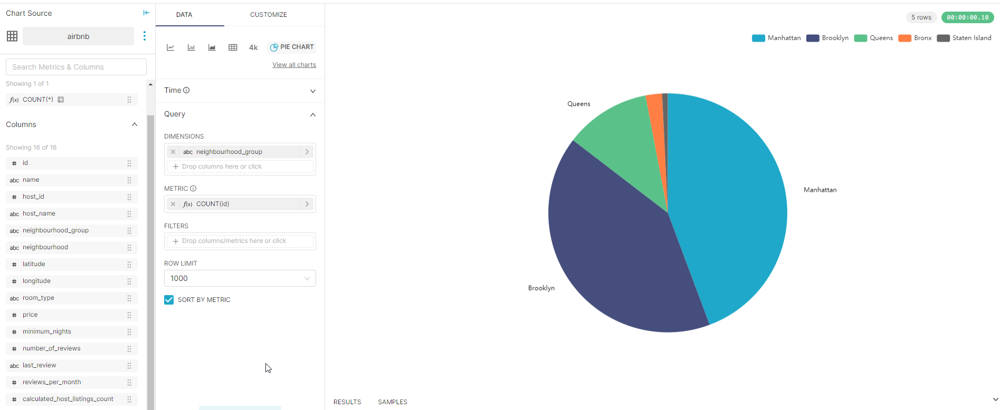 Chart Source
airbnb
Search Metrics & Columns
Showing 1 of 1
f(x) COUNT(*)
Columns
Showing 16 of 16
# id
abc name
# host_id
abc host_name
abc neighbourhood_group
abc neighbourhood
# latitude
# longitude
abc room_type
# price
# minimum_nights
# number_of_reviews
abc last_review
# reviews_per_month
# calculated_host_listings_count
DATA CUSTOMIZE
4k PIE CHART
View all charts
Time
Query
DIMENSIONS
abc neighbourhood_group
+ Drop columns here or click
METRIC
f(x) COUNT(id)
FILTERS
+ Drop columns/metrics here or click
ROW LIMIT
1000
SORT BY METRIC
5 rows 00:00:00.10
Manhattan Brooklyn Queens Bronx Staten Island
Queens
Manhattan
Brooklyn
RESULTS SAMPLES